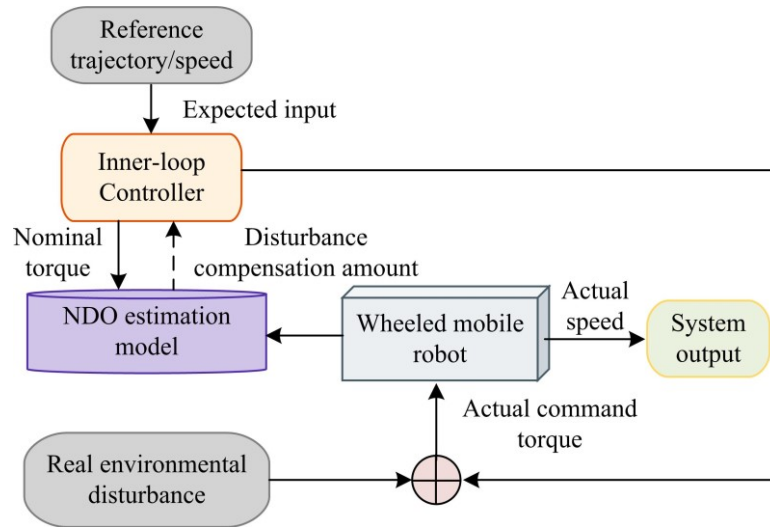 Reference
trajectory/speed
Expected input
Inner-loop
Controller
Nominal
torque
Disturbance
compensation amount
NDO estimation
model
Wheeled mobile
robot
Actual
speed
System
output
Actual command
torque
Real environmental
disturbance